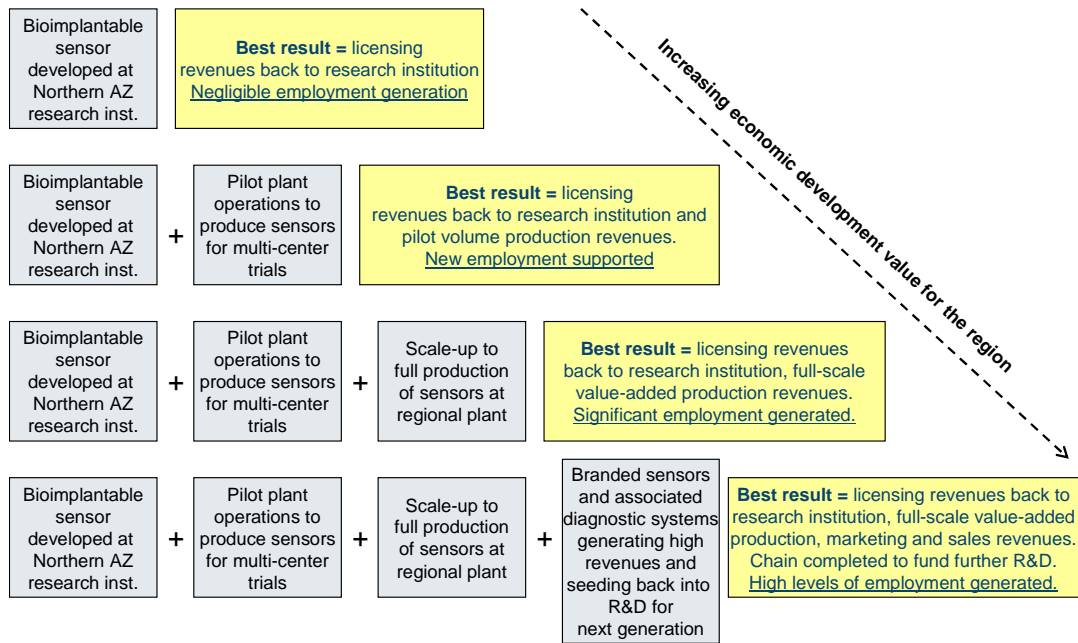 Bioimplantable
sensor
developed at
Northern AZ
research inst.
Best result = licensing
revenues back to research institution
Negligible employment generation
Increasing economic development value for the region
Bioimplantable
sensor
developed at
Northern AZ
research inst.
+
Pilot plant
operations to
produce sensors
for multi-center
trials
Best result = licensing
revenues back to research institution and
pilot volume production revenues.
New employment supported
Bioimplantable
sensor
developed at
Northern AZ
research inst.
+
Pilot plant
operations to
produce sensors
for multi-center
trials
+
Scale-up to
full production
of sensors at
regional plant
Best result = licensing revenues
back to research institution, full-scale
value-added production revenues.
Significant employment generated.
Bioimplantable
sensor
developed at
Northern AZ
research inst.
+
Pilot plant
operations to
produce sensors
for multi-center
trials
+
Scale-up to
full production
of sensors at
regional plant
+
Branded sensors
and associated
diagnostic systems
generating high
revenues and
seeding back into
R&D for
next generation
Best result = licensing revenues back to
research institution, full-scale value-added
production, marketing and sales revenues.
Chain completed to fund further R&D.
High levels of employment generated.